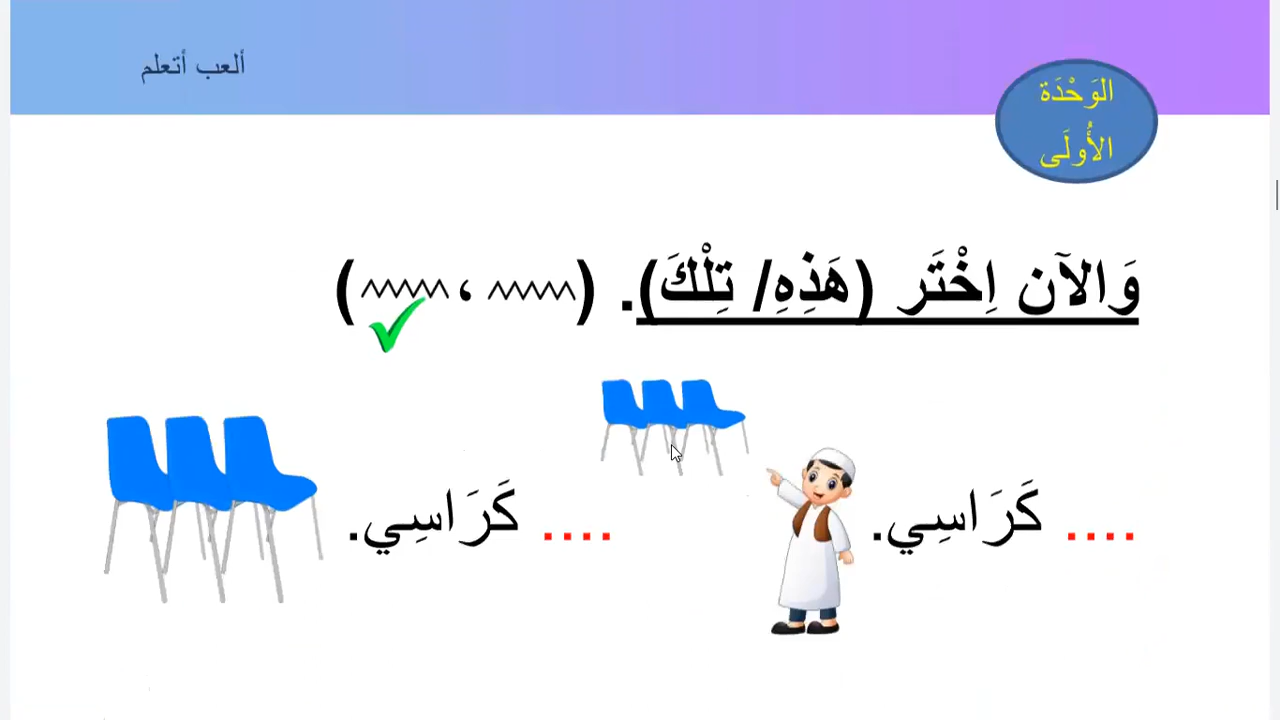 ألعب أتعلم
الوَحْدَة
الأُولَى
وَالآن اِخْتَر (هَذِهِ/ تِلْكَ). ( ، )
.... كَرَاسِي.
.... كَرَاسِي.